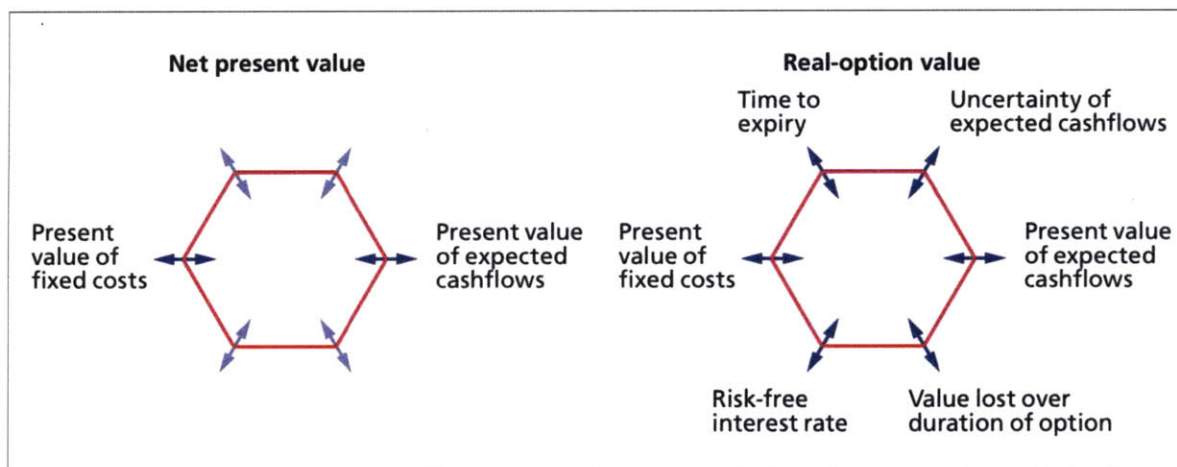 Net present value
Present
value of
fixed costs
Present value
of expected
cashflows
Real-option value
Time to
expiry
Uncertainty of
expected cashflows
Present
value of
fixed costs
Present value
of expected
cashflows
Risk-free
interest rate
Value lost over
duration of option